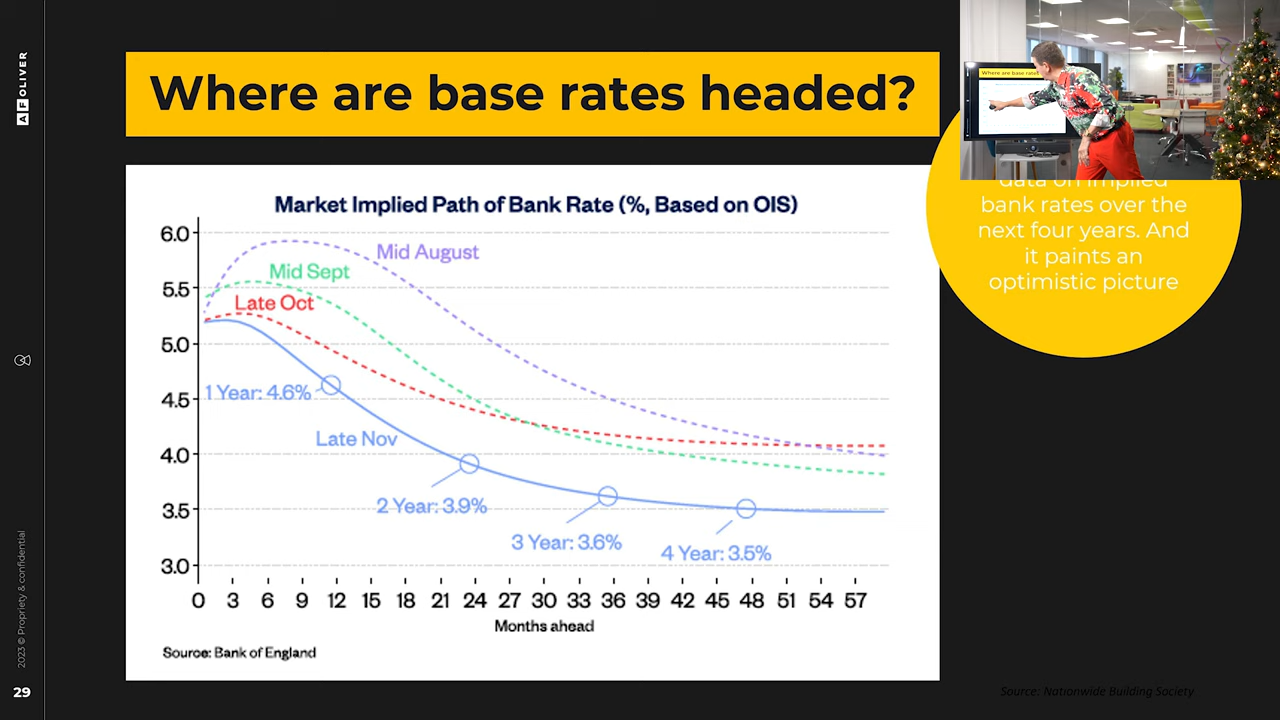 AF OLIVER
Where are base rates headed?
Where are base rates
data on implied
bank rates over the
next four years. And
it paints an
optimistic picture
Market Implied Path of Bank Rate (%, Based on OIS)
6.0
5.5
5.0
4.5
4.0
3.5
3.0
Mid August
Mid Sept
Late Oct
1 Year: 4.6%
Late Nov
2 Year: 3.9%
3 Year: 3.6%
4 Year: 3.5%
0 3 6 9 12 15 18 21 24 27 30 33 36 39 42 45 48 51 54 57
Months ahead
Source: Bank of England
2023 © Propriety & confidential
29
Source: Nationwide Building Society